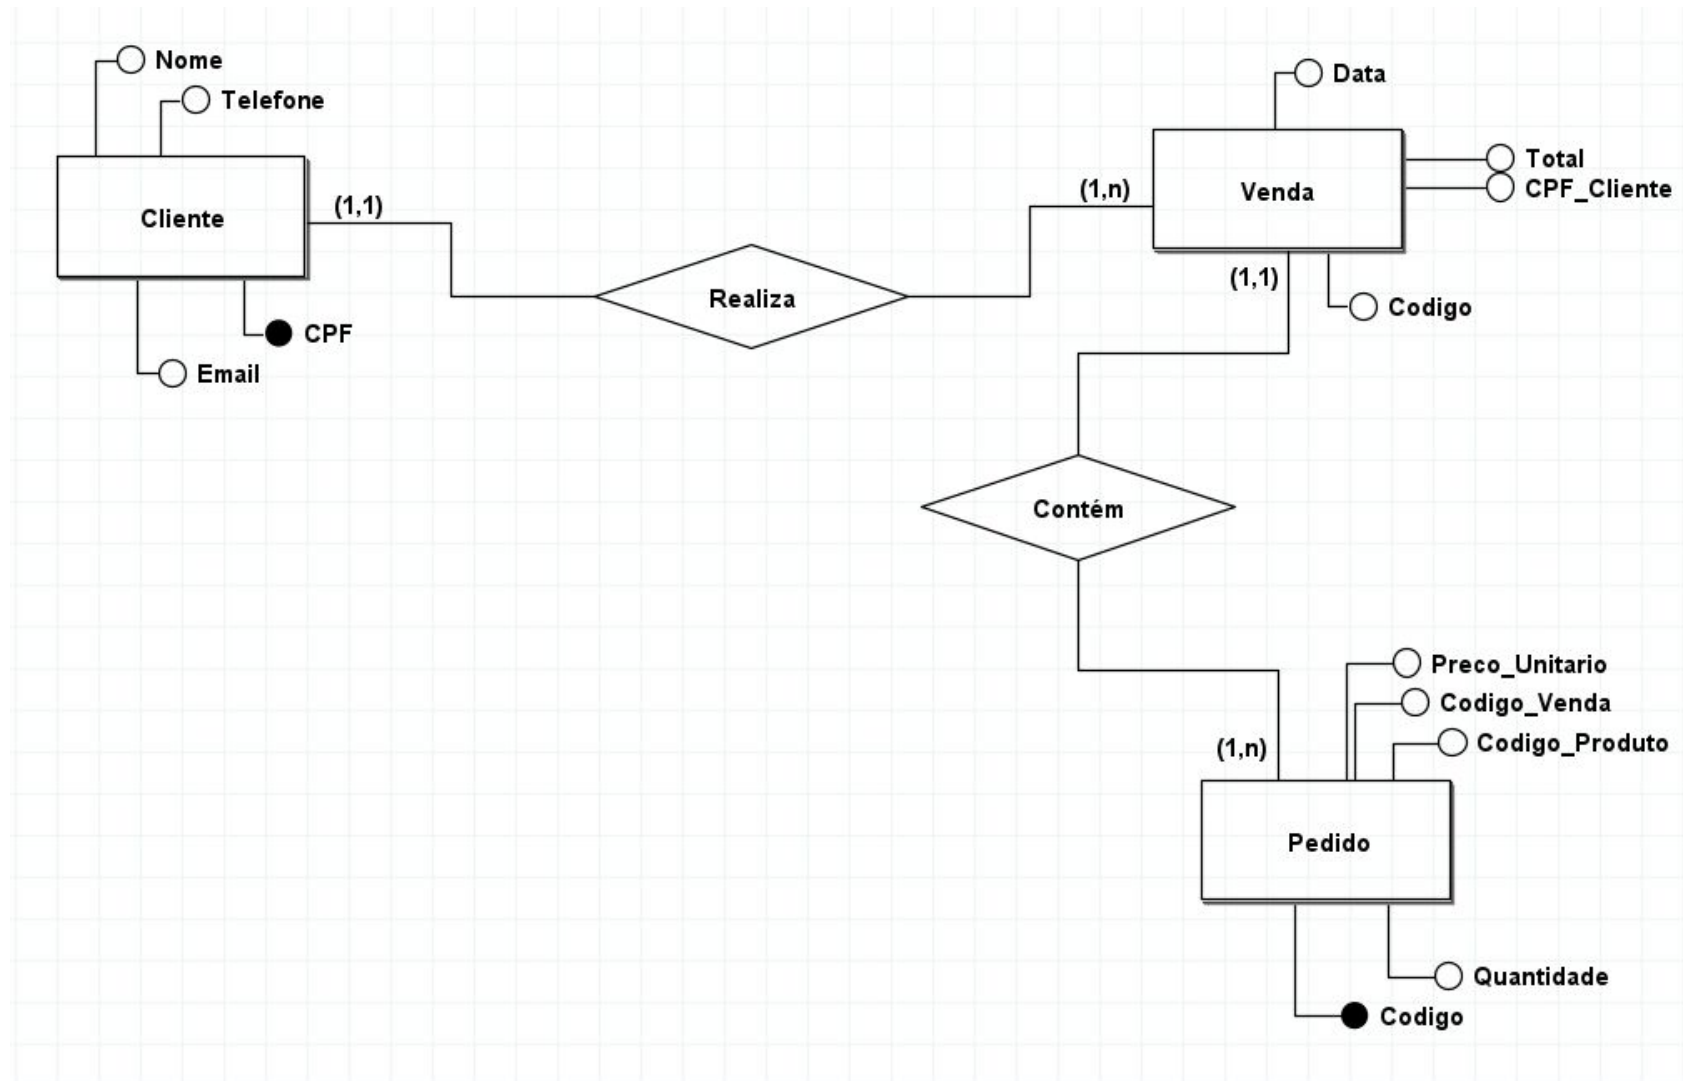 Nome
Telefone
Cliente
(1,1)
CPF
Email
Realiza
(1,n)
Data
Total
CPF_Cliente
Venda
(1,1)
Codigo
Contém
(1,n)
Preco_Unitario
Codigo_Venda
Codigo_Produto
Pedido
Quantidade
Codigo